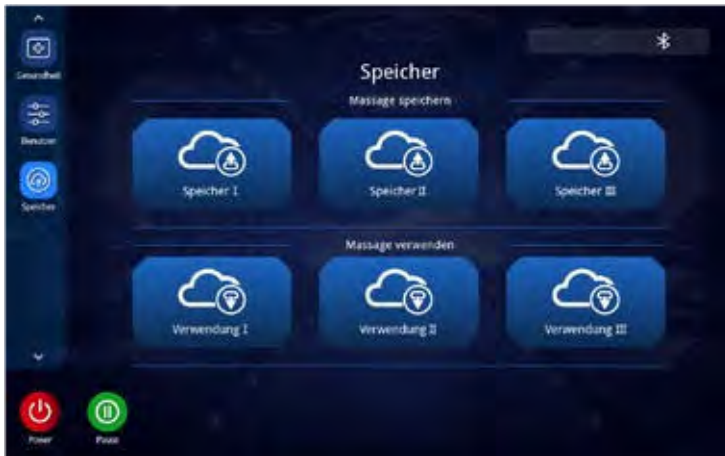 Gesundheit
Benutzer
Speicher
Speicher
Massage speichern
Speicher I
Speicher II
Speicher III
Massage verwenden
Verwendung I
Verwendung II
Verwendung III
Power
Pause